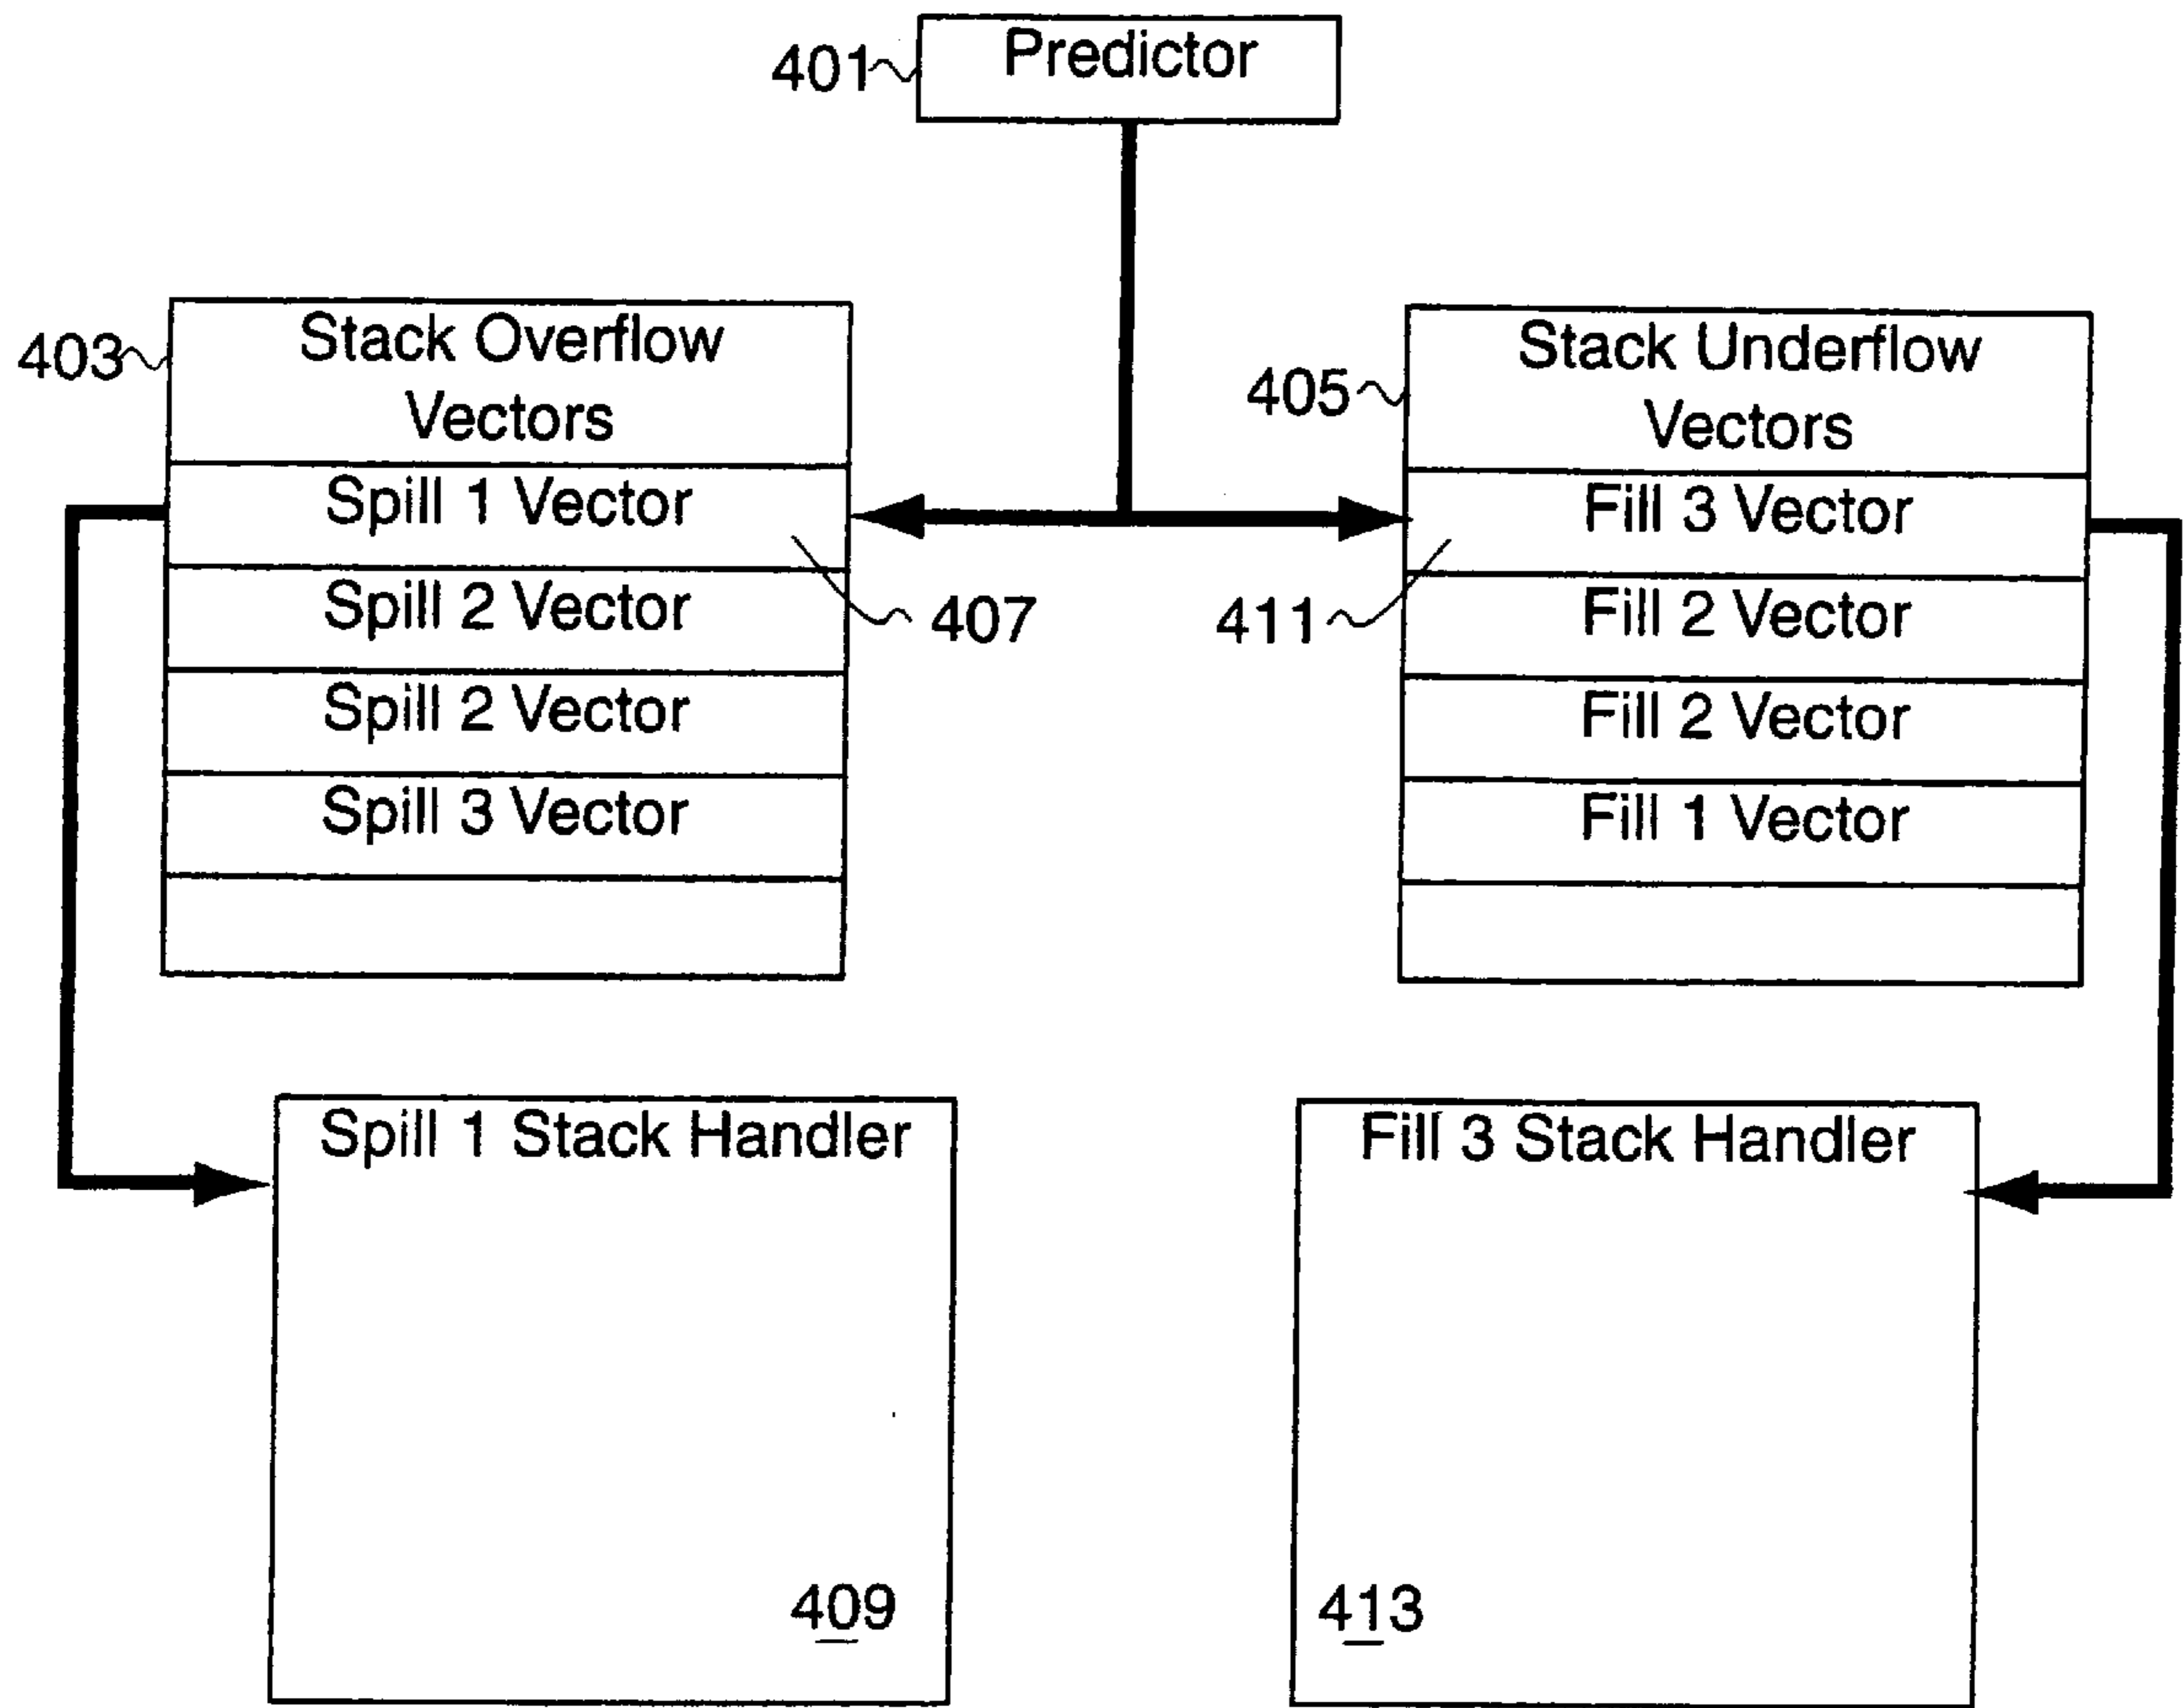 Predictor
401
Stack Overflow
Vectors
403
Spill 1 Vector
Spill 2 Vector
407
Spill 2 Vector
Spill 3 Vector
Stack Underflow
Vectors
405
Fill 3 Vector
411
Fill 2 Vector
Fill 2 Vector
Fill 1 Vector
Spill 1 Stack Handler
409
Fill 3 Stack Handler
413